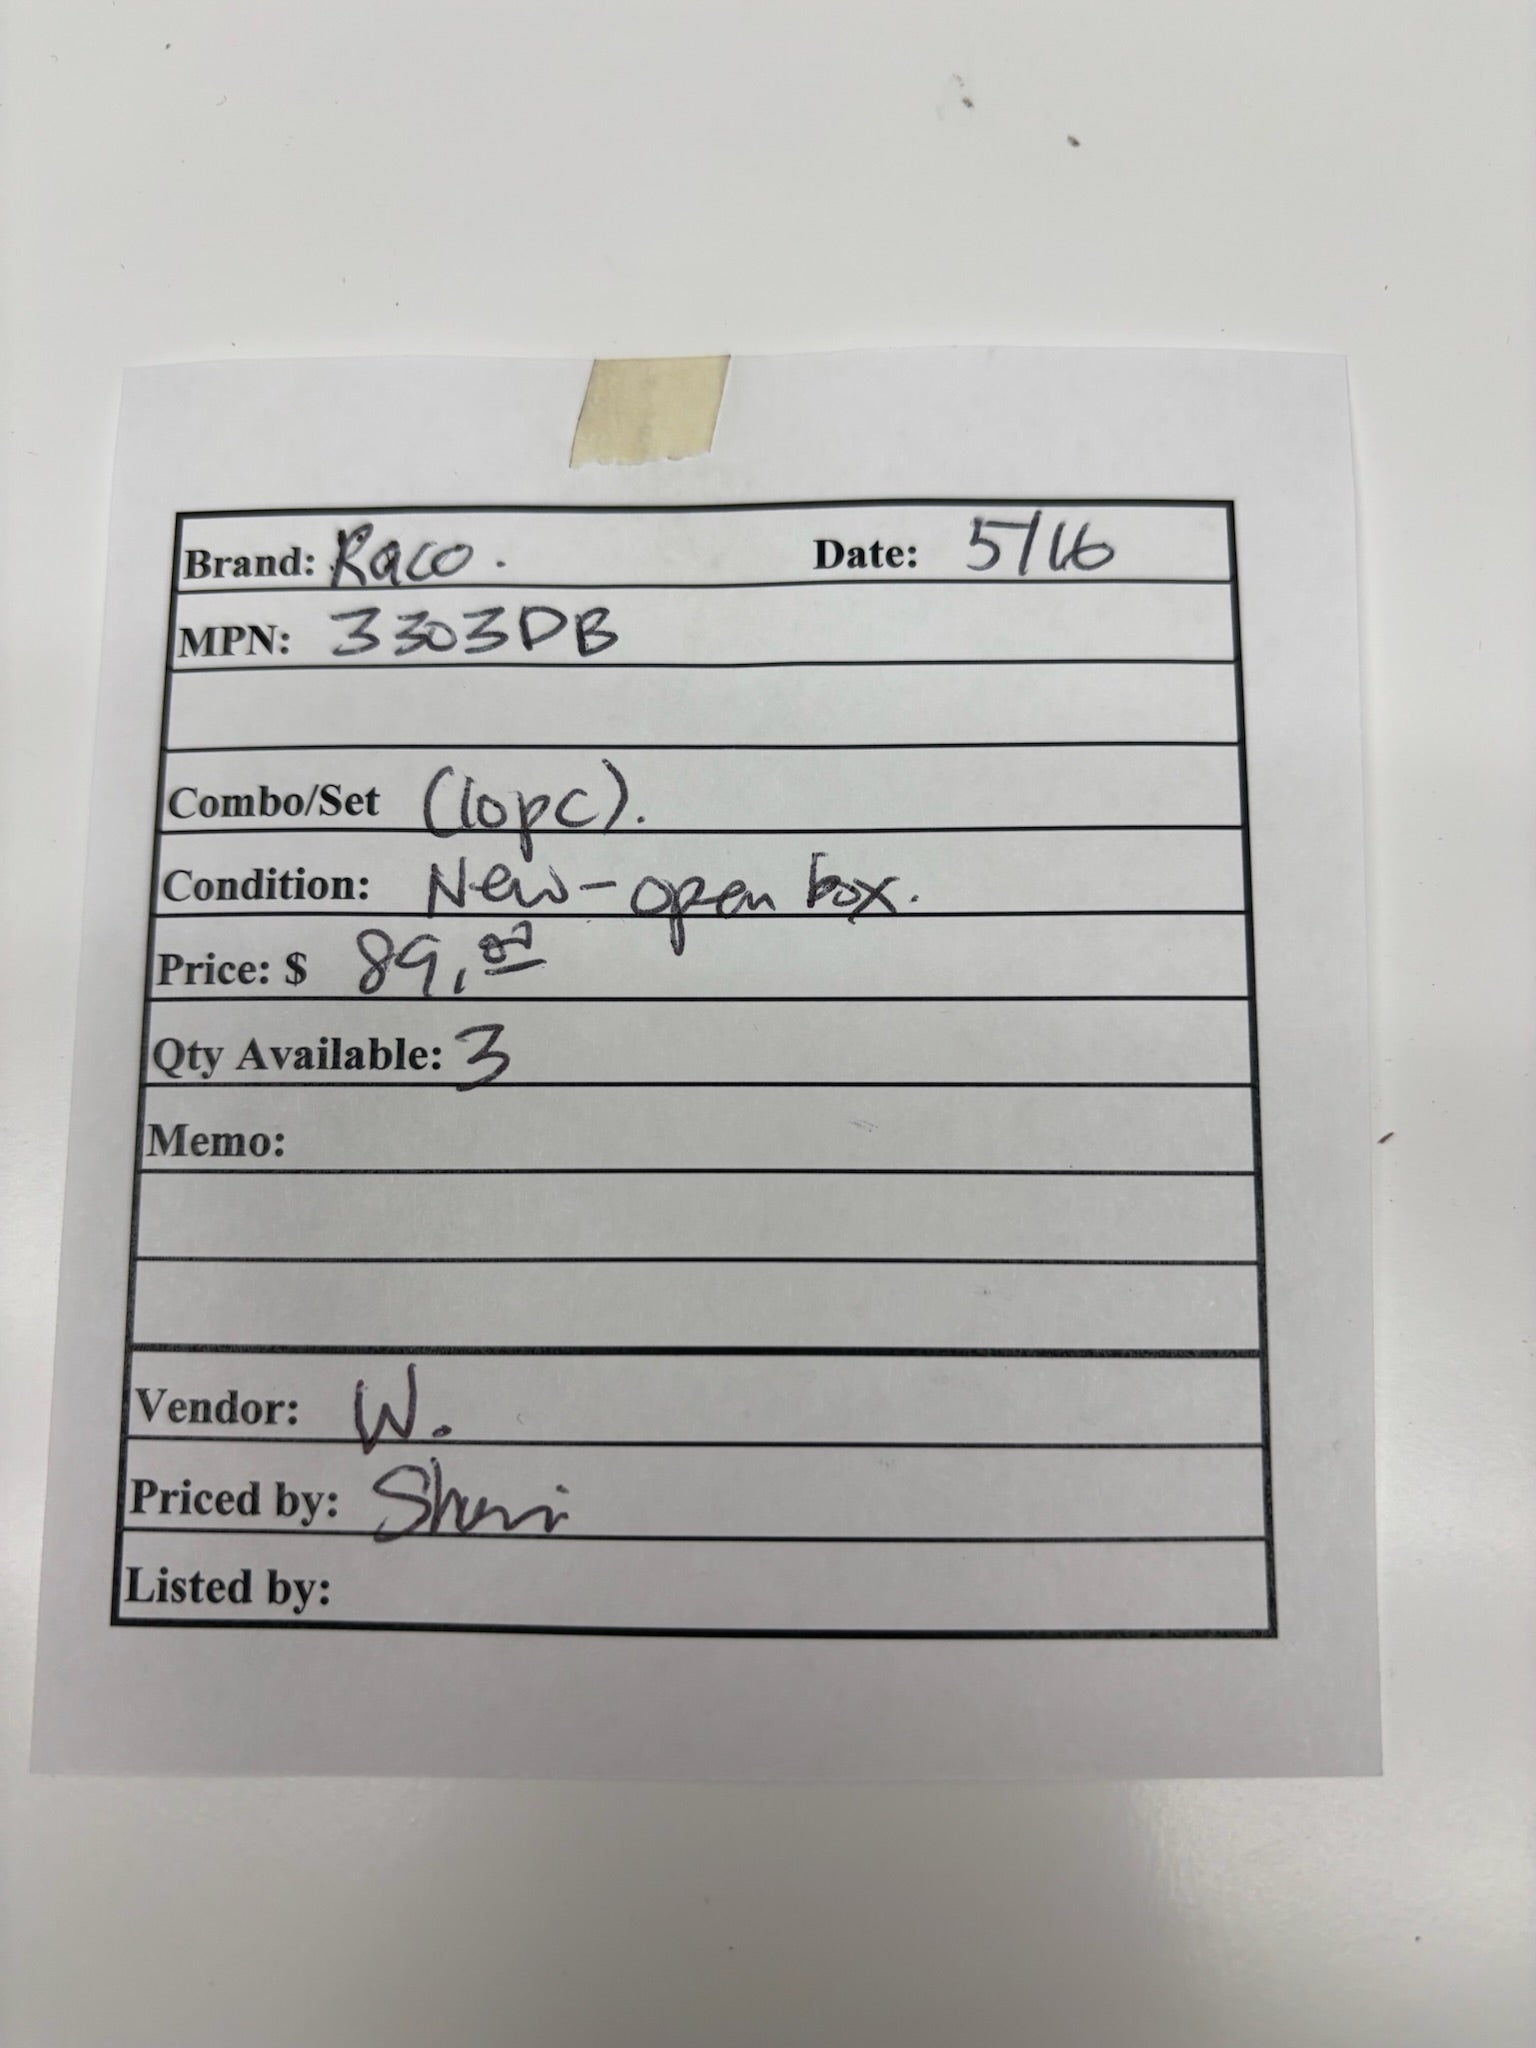 Brand: Raco. Date: 5/16
MPN: 3303DB
Combo/Set (10pc).
Condition: New-open box.
Price: $ 89.00
Qty Available: 3
Memo:
Vendor: W.
Priced by: Sherri
Listed by: